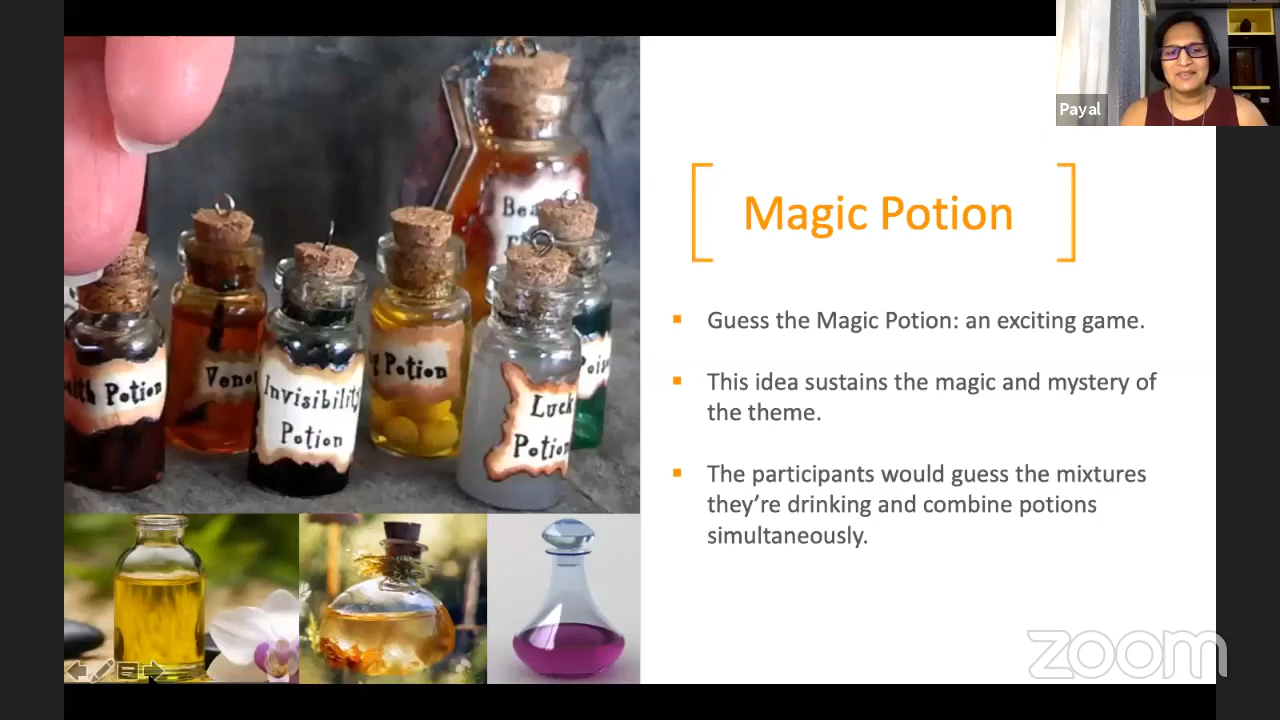 Payal
Magic Potion
Guess the Magic Potion: an exciting game.
This idea sustains the magic and mystery of
the theme.
The participants would guess the mixtures
they’re drinking and combine potions
simultaneously.
Potion
Invisibility
Potion
Potion
Luck
Potion
zoom